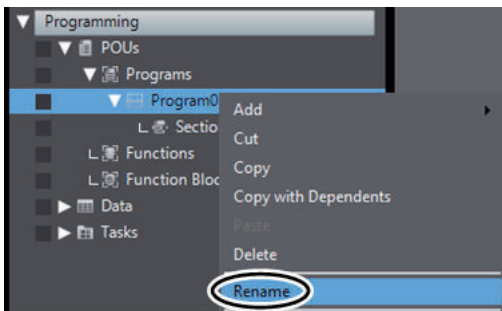 Programming
POUs
Programs
Program0
Sectio
Functions
Function Bloc
Data
Tasks
Add
Cut
Copy
Copy with Dependents
Paste
Delete
Rename